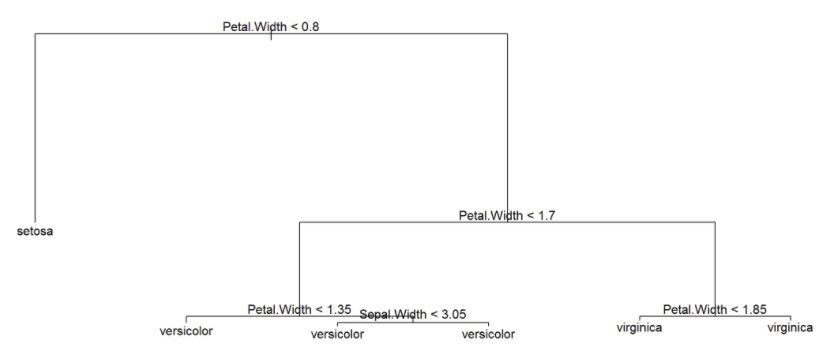 Petal.Width < 0.8
setosa
Petal.Width < 1.7
Petal.Width < 1.35
Sepal.Width < 3.05
Petal.Width < 1.85
versicolor
versicolor
versicolor
virginica
virginica